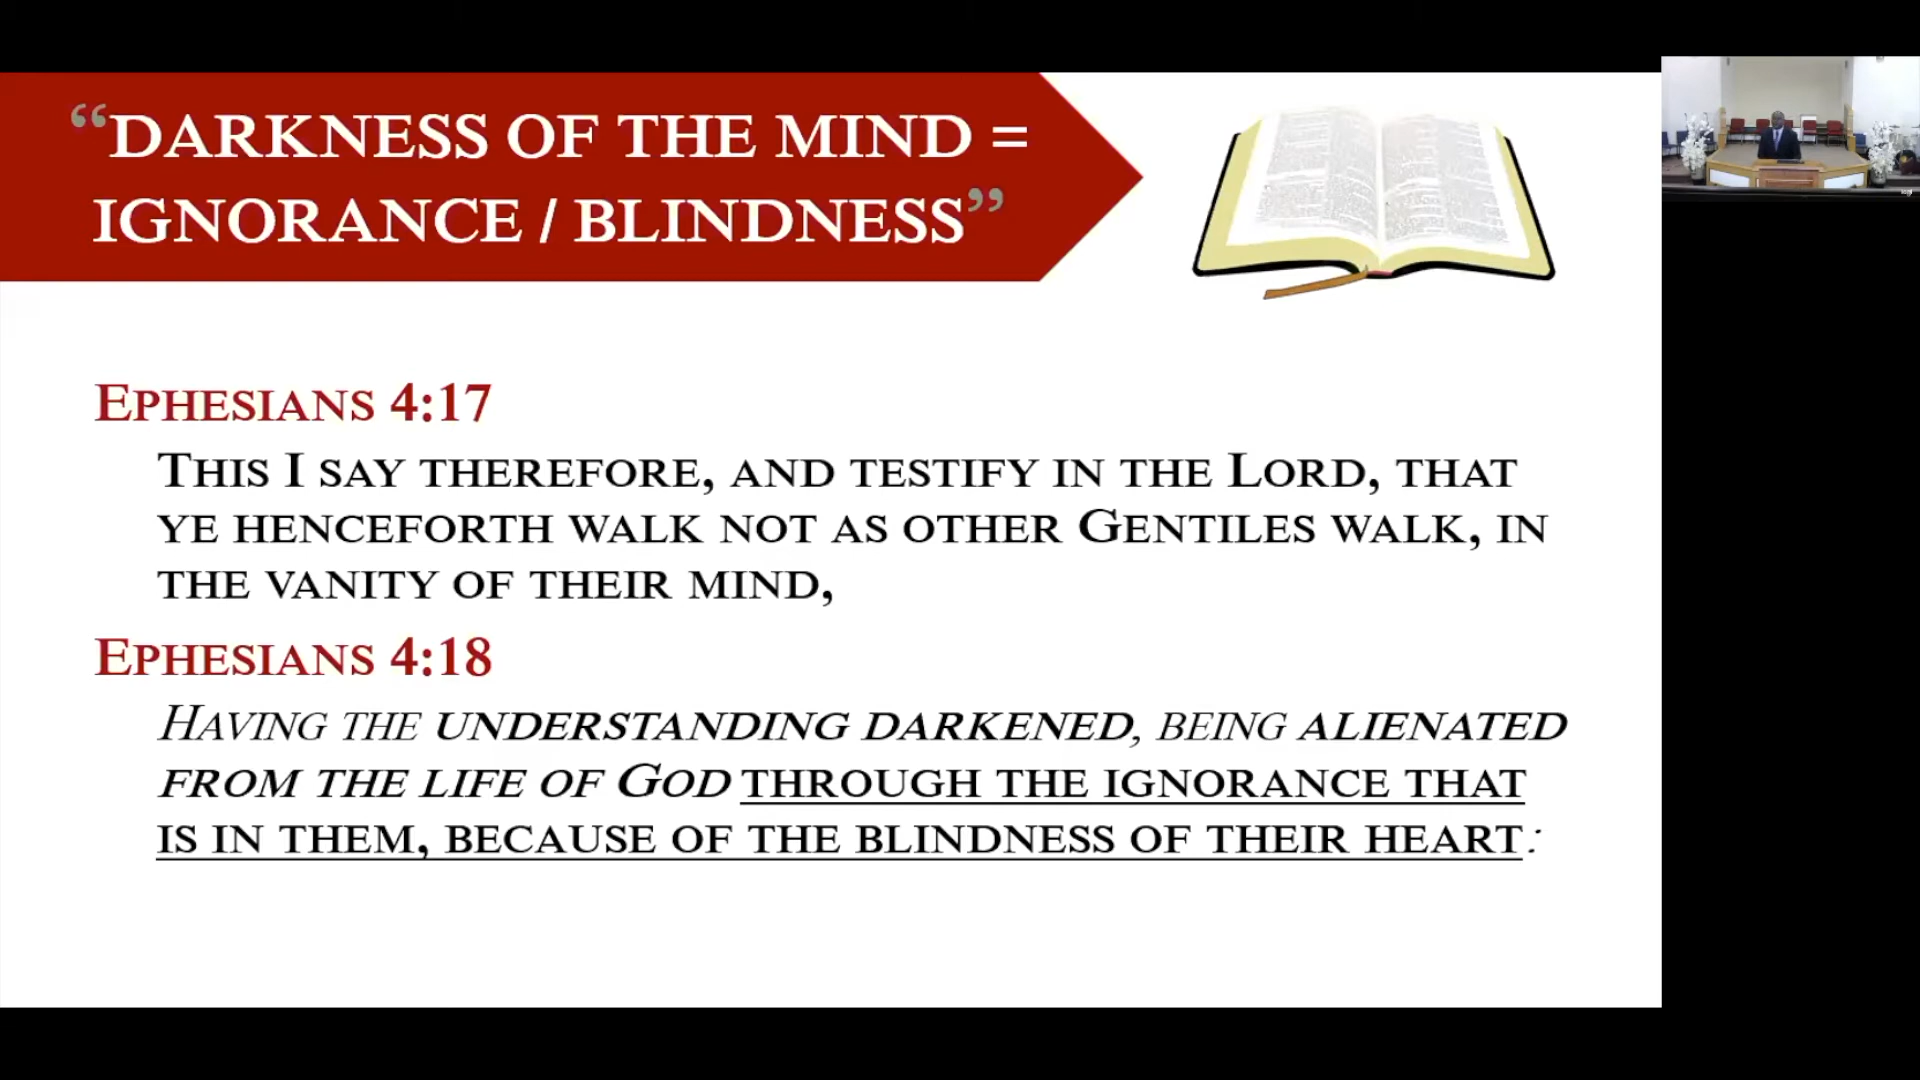 “DARKNESS OF THE MIND =
IGNORANCE / BLINDNESS”
EPHESIANS 4:17
THIS I SAY THEREFORE, AND TESTIFY IN THE LORD, THAT
YE HENCEFORTH WALK NOT AS OTHER GENTILES WALK, IN
THE VANITY OF THEIR MIND,
EPHESIANS 4:18
HAVING THE UNDERSTANDING DARKENED, BEING ALIENATED
FROM THE LIFE OF GOD THROUGH THE IGNORANCE THAT
IS IN THEM, BECAUSE OF THE BLINDNESS OF THEIR HEART: